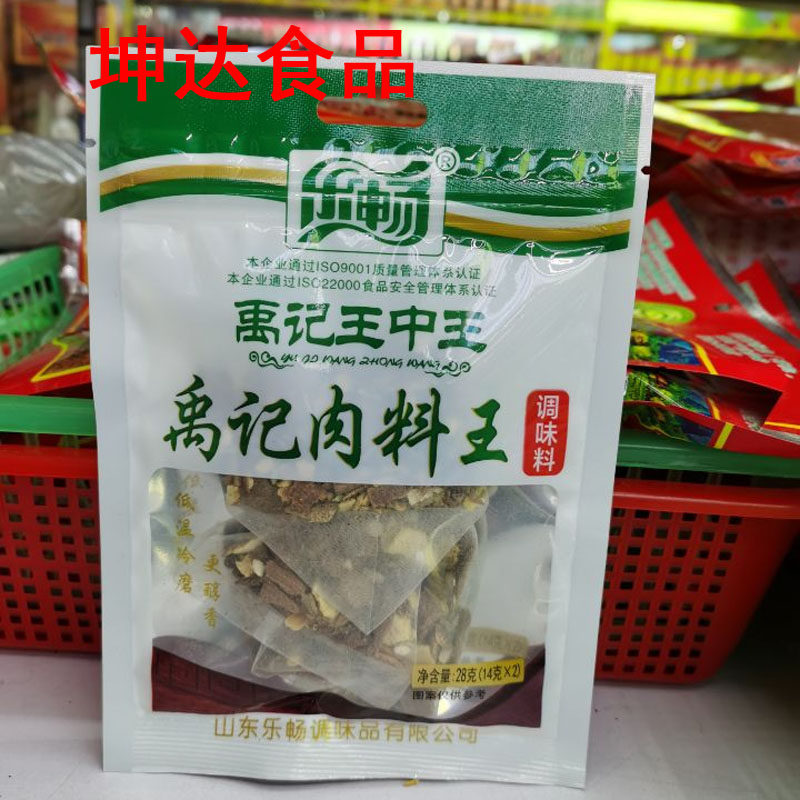 坤达食品
乐畅®
本企业通过ISO9001质量管理体系认证
本企业通过ISO22000食品安全管理体系认证
禹记王中王
禹记肉料王
调味料
低温冷磨
更醇香
净含量:28克(14克×2)
图案仅供参考
山东乐畅调味品有限公司